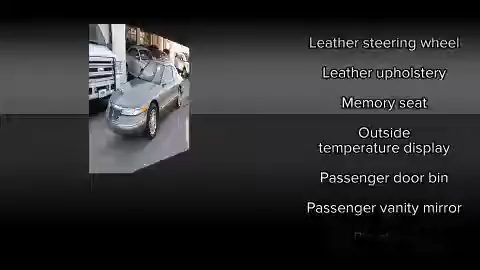 Leather steering wheel
Leather upholstery
Memory seat
Outside
temperature display
Passenger door bin
Passenger vanity mirror